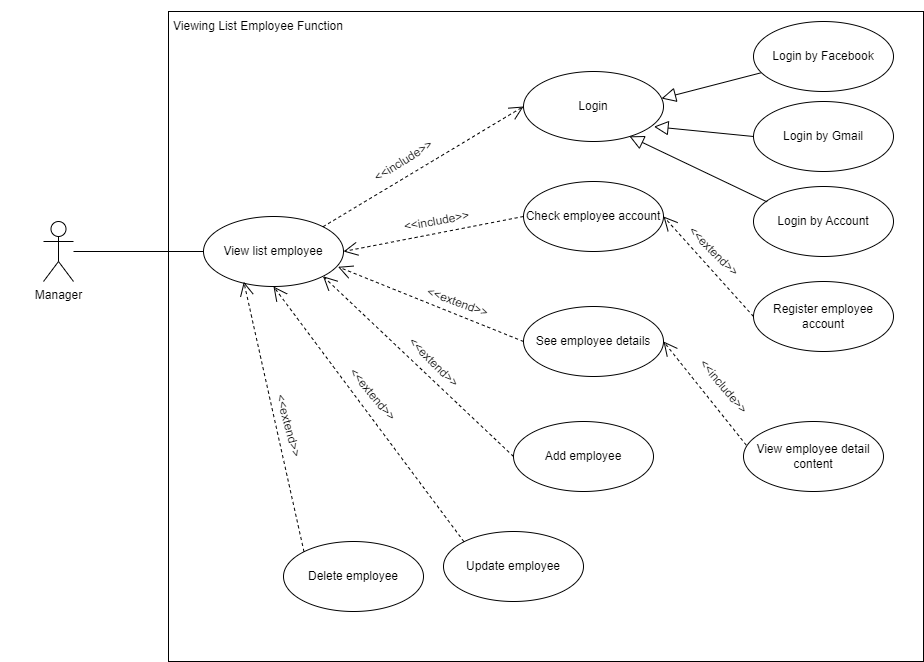 Viewing List Employee Function
Login by Facebook
Login
Login by Gmail
<<include>>
Check employee account
<<include>>
Login by Account
<<extend>>
View list employee
Manager
<<extend>>
Register employee
account
See employee details
<<extend>>
<<extend>>
<<include>>
<<extend>>
Add employee
View employee detail
content
Delete employee
Update employee